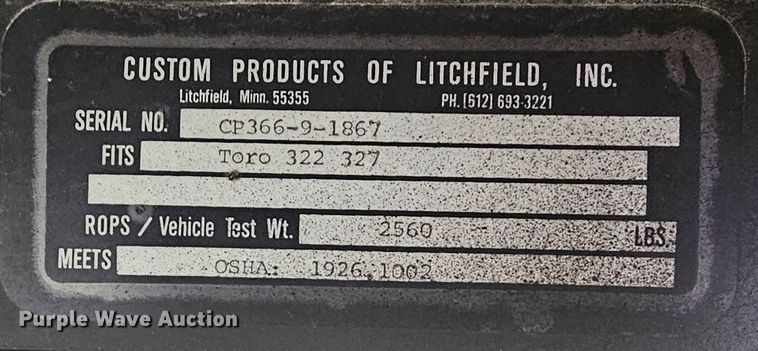 CUSTOM PRODUCTS OF LITCHFIELD, INC.
Litchfield, Minn. 55355 PH. (612) 693-3221
SERIAL NO. CP366-9-1867
FITS Toro 322 327
ROPS / Vehicle Test Wt. 2560 LBS
MEETS OSHA: 1926.1002
Purple Wave Auction